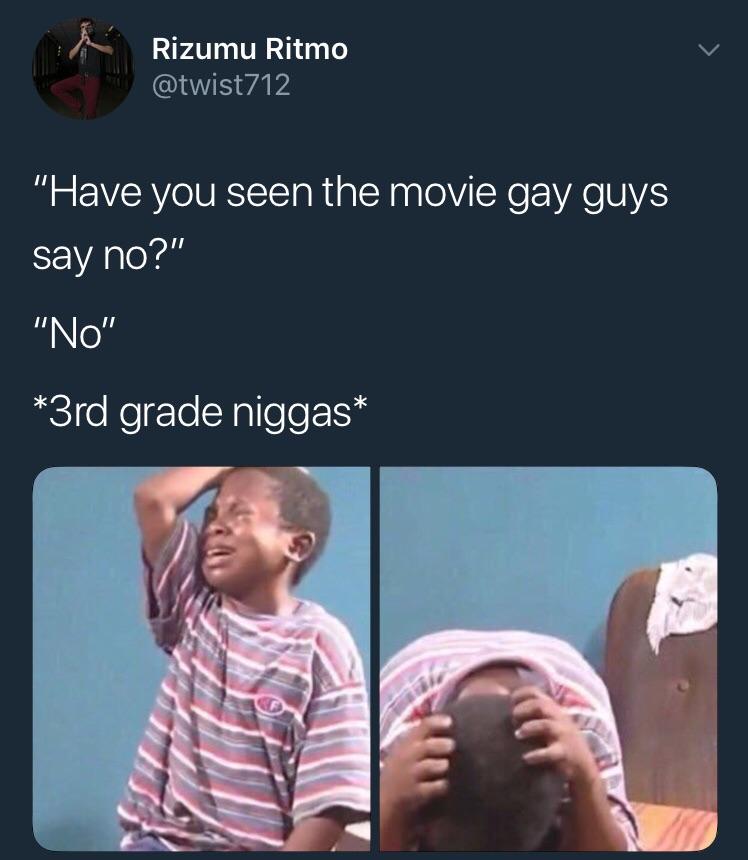 Rizumu Ritmo
@twist712
“Have you seen the movie gay guys
say no?”
“No”
*3rd grade niggas*